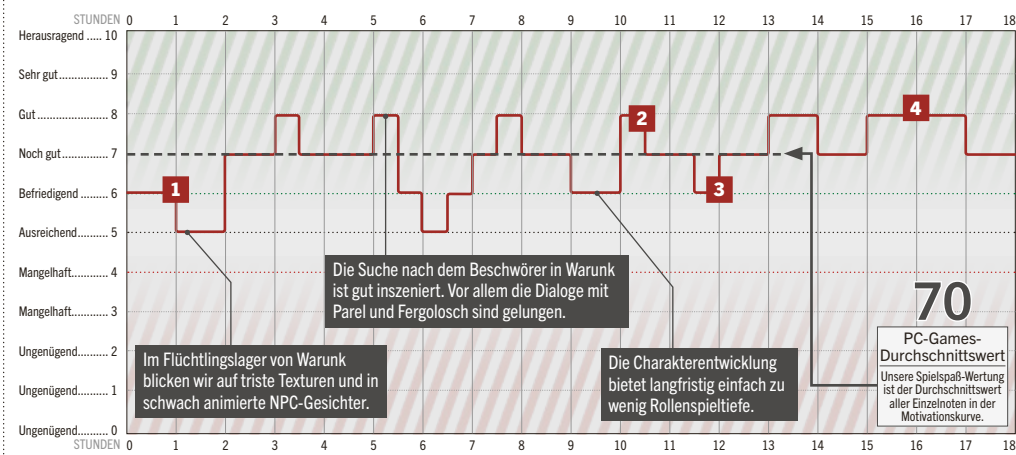 STUNDEN 0 1 2 3 4 5 6 7 8 9 10 11 12 13 14 15 16 17 18
Herausragend ..... 10
Sehr gut ............... 9
Gut ....................... 8
Noch gut ............... 7
Befriedigend ......... 6
Ausreichend .......... 5
Mangelhaft ........... 4
Mangelhaft ........... 3
Ungenügend ......... 2
Ungenügend ......... 1
Ungenügend ......... 0
1
2
3
4
Im Flüchtlingslager von Warunk
blicken wir auf triste Texturen und in
schwach animierte NPC-Gesichter.
Die Suche nach dem Beschwörer in Warunk
ist gut inszeniert. Vor allem die Dialoge mit
Parel und Fergolosch sind gelungen.
Die Charakterentwicklung
bietet langfristig einfach zu
wenig Rollenspieltiefe.
70
PC-Games-
Durchschnittswert
Unsere Spielspaß-Wertung
ist der Durchschnittswert
aller Einzelnoten in der
Motivationskurve.
STUNDEN 0 1 2 3 4 5 6 7 8 9 10 11 12 13 14 15 16 17 18